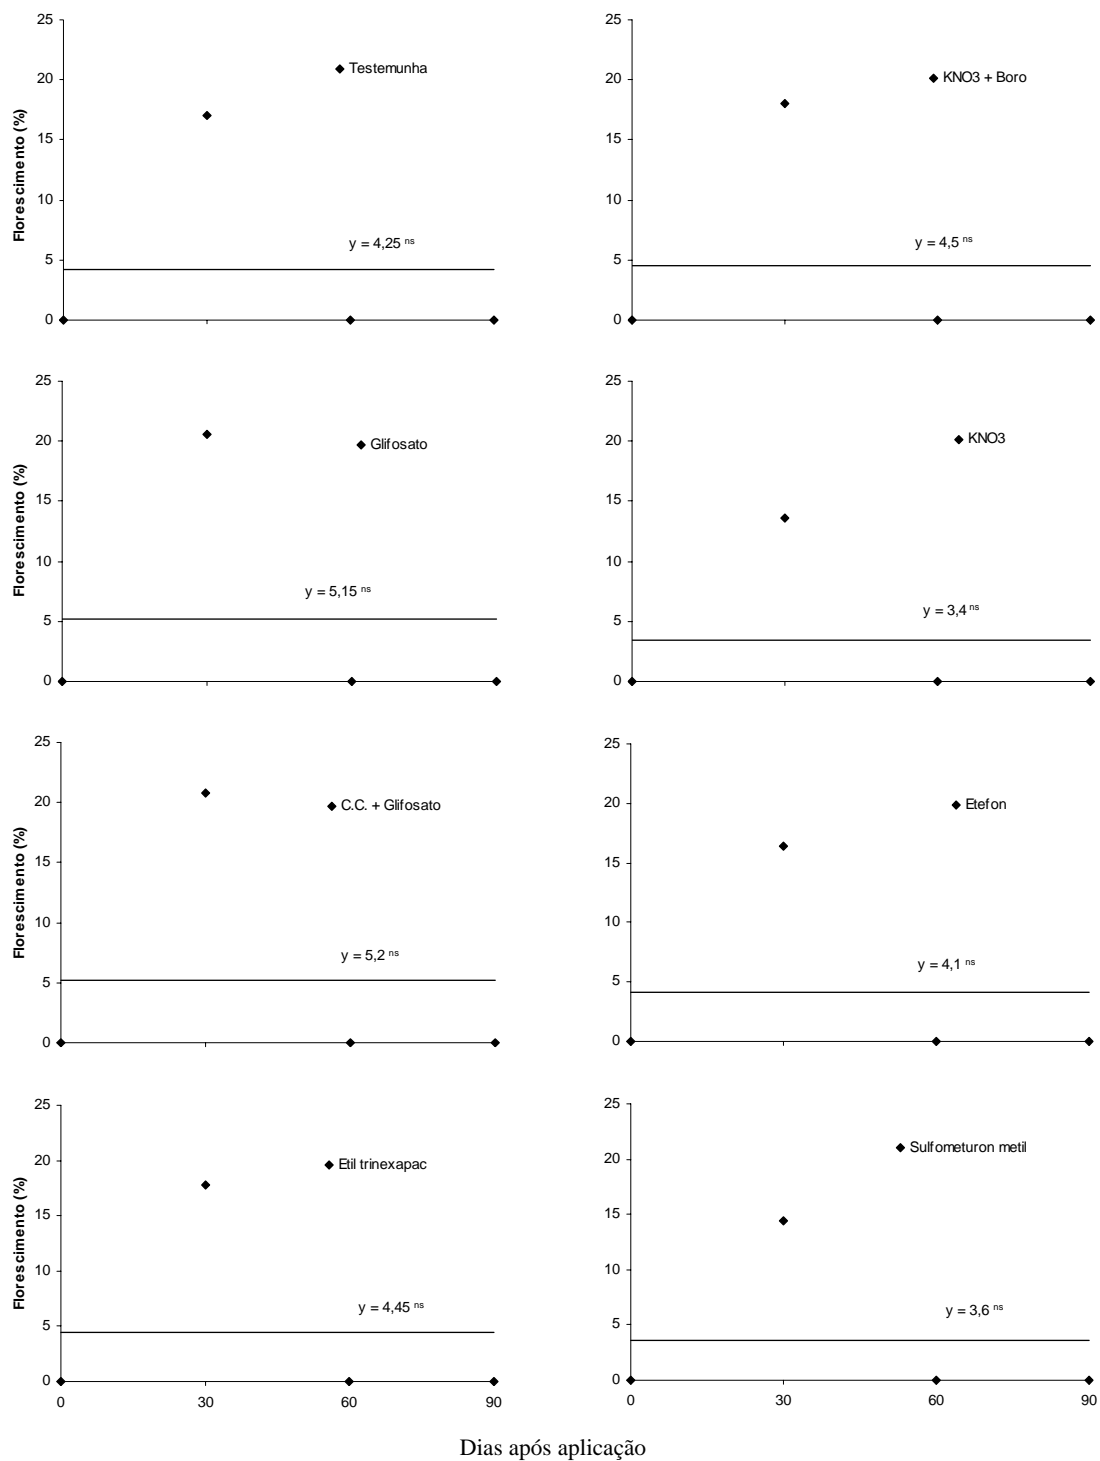 25
20
15
10
5
0
Florescimento (%)
Testemunha
y = 4,25 ns
25
20
15
10
5
0
KNO3 + Boro
y = 4,5 ns
25
20
15
10
5
0
Florescimento (%)
Glifosato
y = 5,15 ns
25
20
15
10
5
0
KNO3
y = 3,4 ns
25
20
15
10
5
0
Florescimento (%)
C.C. + Glifosato
y = 5,2 ns
25
20
15
10
5
0
Etefon
y = 4,1 ns
25
20
15
10
5
0
Florescimento (%)
Etil trinexapac
y = 4,45 ns
0 30 60 90
25
20
15
10
5
0
Sulfometuron metil
y = 3,6 ns
0 30 60 90
Dias após aplicação